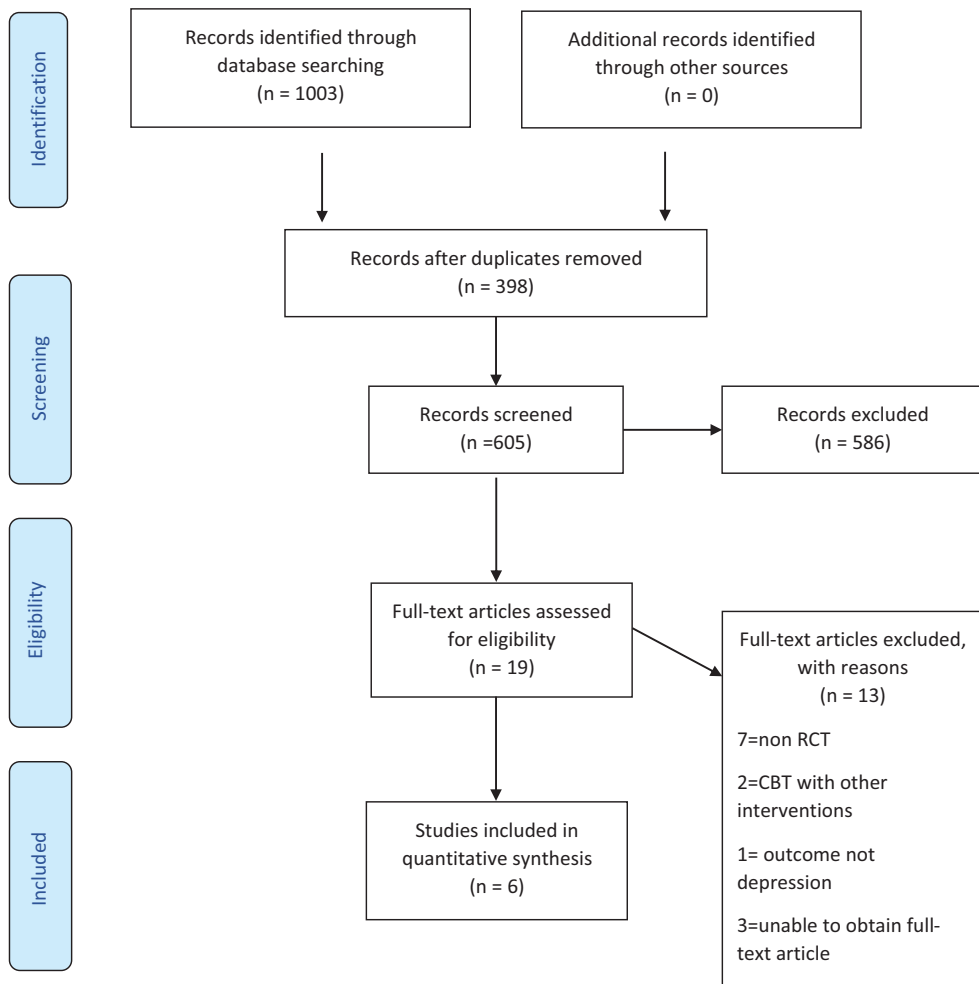 Identification
Records identified through
database searching
(n = 1003)
Additional records identified
through other sources
(n = 0)
Records after duplicates removed
(n = 398)
Screening
Records screened
(n =605)
Records excluded
(n = 586)
Eligibility
Full-text articles assessed
for eligibility
(n = 19)
Full-text articles excluded,
with reasons
(n = 13)
7=non RCT
2=CBT with other
interventions
1= outcome not
depression
3=unable to obtain full-
text article
Included
Studies included in
quantitative synthesis
(n = 6)